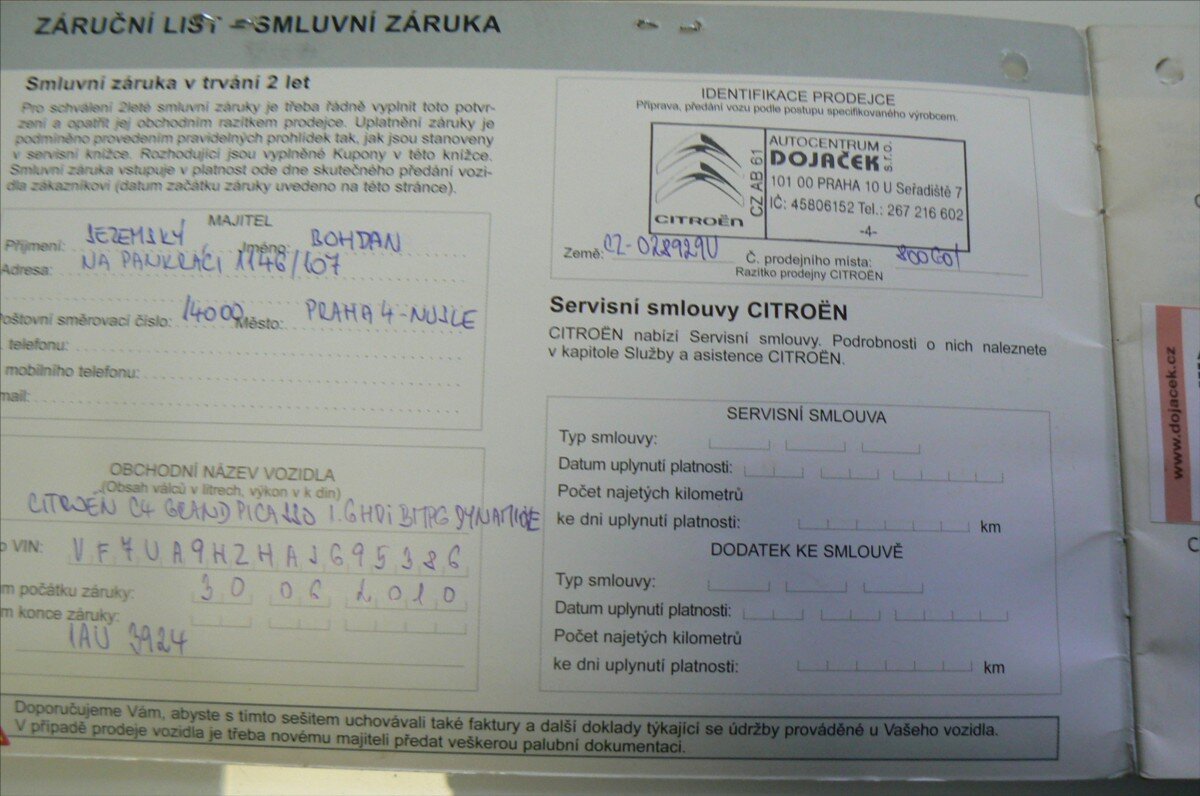 ZÁRUČNÍ LIST – SMLUVNÍ ZÁRUKA
Smluvní záruka v trvání 2 let
Pro schválení 2leté smluvní záruky je třeba řádně vyplnit toto potvr-
zení a opatřit jej obchodním razítkem prodejce. Uplatnění záruky je
podmíněno provedením pravidelných prohlídek tak, jak jsou stanoveny
v servisní knížce. Rozhodující jsou vyplněné Kupony v této knížce.
Smluvní záruka vstupuje v platnost ode dne skutečného předání vozi-
dla zákazníkovi (datum začátku záruky uvedeno na této stránce).
MAJITEL
Příjmení: JEZEMSKÝ Jméno: BOHDAN
Adresa: NA PANKRÁCI 1146/107
Poštovní směrovací číslo: 14000 Město: PRAHA 4-NUSLE
telefonu:
mobilního telefonu:
mail:
OBCHODNÍ NÁZEV VOZIDLA
(Obsah válců v litrech, výkon v k din)
CITROËN C4 GRAND PICASSO 1.6HDi BMPG DYNAMIQE
VIN: VF7UA9HZHAJ695386
m počátku záruky: 30 06 2010
m konce záruky:
1AU 3924
IDENTIFIKACE PRODEJCE
Příprava, předání vozu podle postupu specifikovaného výrobcem.
CITROËN
CZ AB 61
AUTOCENTRUM
DOJÁČEK s.r.o.
101 00 PRAHA 10 U Seřadiště 7
IČ: 45806152 Tel.: 267 216 602
-4-
Země: CZ-028929U Č. prodejního místa: 800G01
Razítko prodejny CITROËN
Servisní smlouvy CITROËN
CITROËN nabízí Servisní smlouvy. Podrobnosti o nich naleznete
v kapitole Služby a asistence CITROËN.
SERVISNÍ SMLOUVA
Typ smlouvy:
Datum uplynutí platnosti:
Počet najetých kilometrů
ke dni uplynutí platnosti: km
DODATEK KE SMLOUVĚ
Typ smlouvy:
Datum uplynutí platnosti:
Počet najetých kilometrů
ke dni uplynutí platnosti: km
Doporučujeme Vám, abyste s tímto sešitem uchovávali také faktury a další doklady týkající se údržby prováděné u Vašeho vozidla.
V případě prodeje vozidla je třeba novému majiteli předat veškerou palubní dokumentaci.
www.dojacek.cz